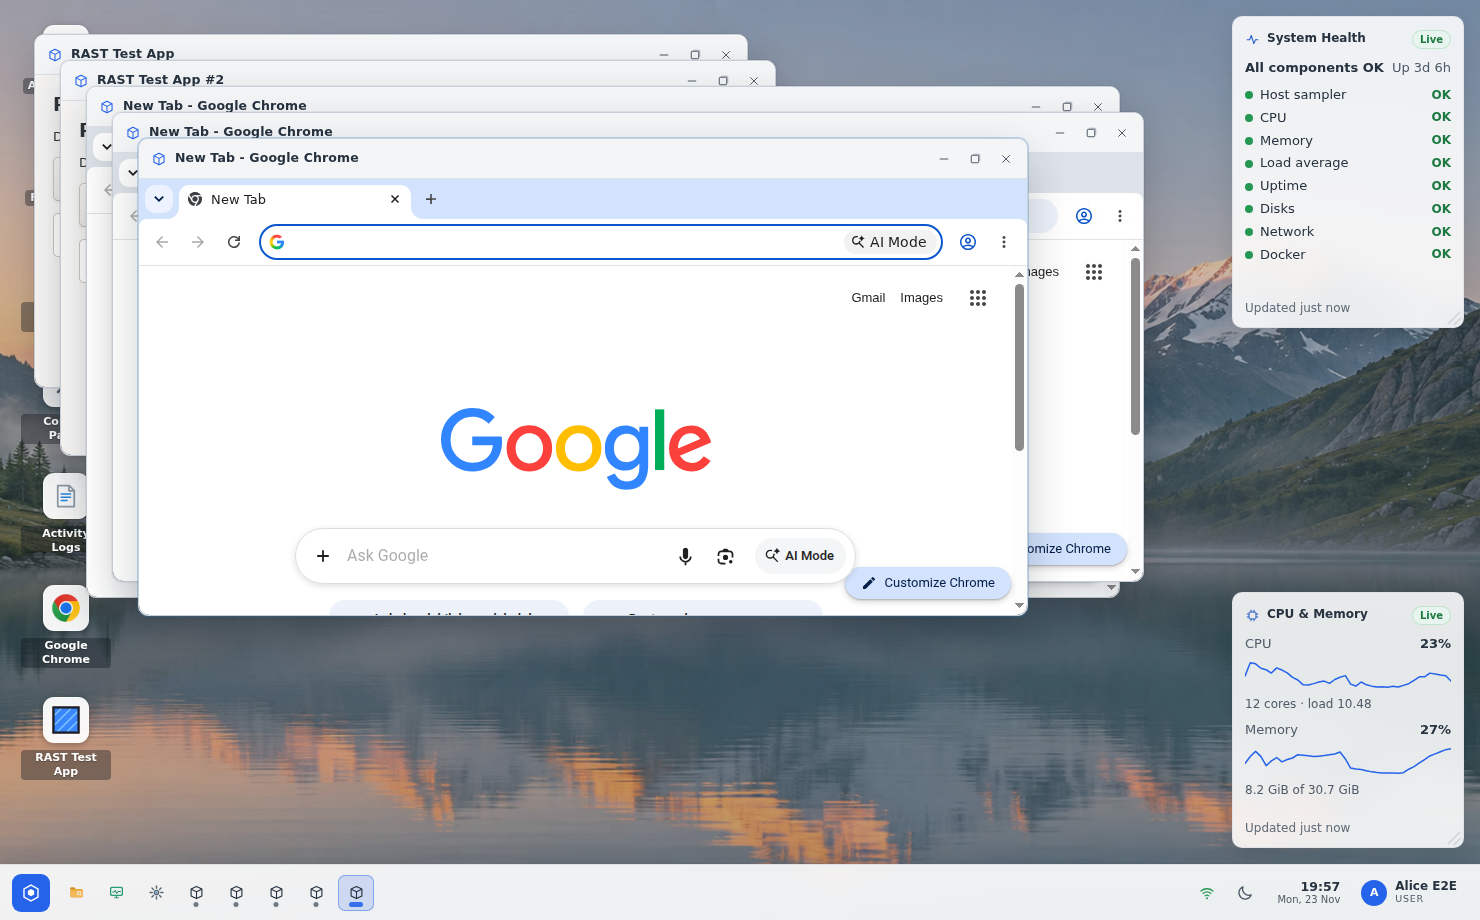 RAST Test App
RAST Test App #2
New Tab - Google Chrome
New Tab - Google Chrome
New Tab - Google Chrome
New Tab
AI Mode
Gmail Images
Google
Ask Google
AI Mode
Customize Chrome
Activity
Logs
Google
Chrome
RAST Test
App
System Health
Live
All components OK Up 3d 6h
Host sampler OK
CPU OK
Memory OK
Load average OK
Uptime OK
Disks OK
Network OK
Docker OK
Updated just now
CPU & Memory
Live
CPU 23%
12 cores · load 10.48
Memory 27%
8.2 GiB of 30.7 GiB
Updated just now
19:57
Mon, 23 Nov
A
Alice E2E
USER